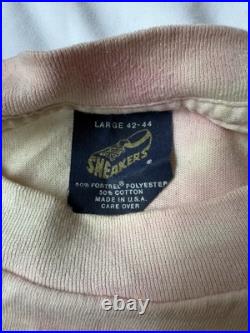 LARGE 42-44
SNEAKERS®
50% FORTREL® POLYESTER
50% COTTON
MADE IN U.S.A.
CARE OVER